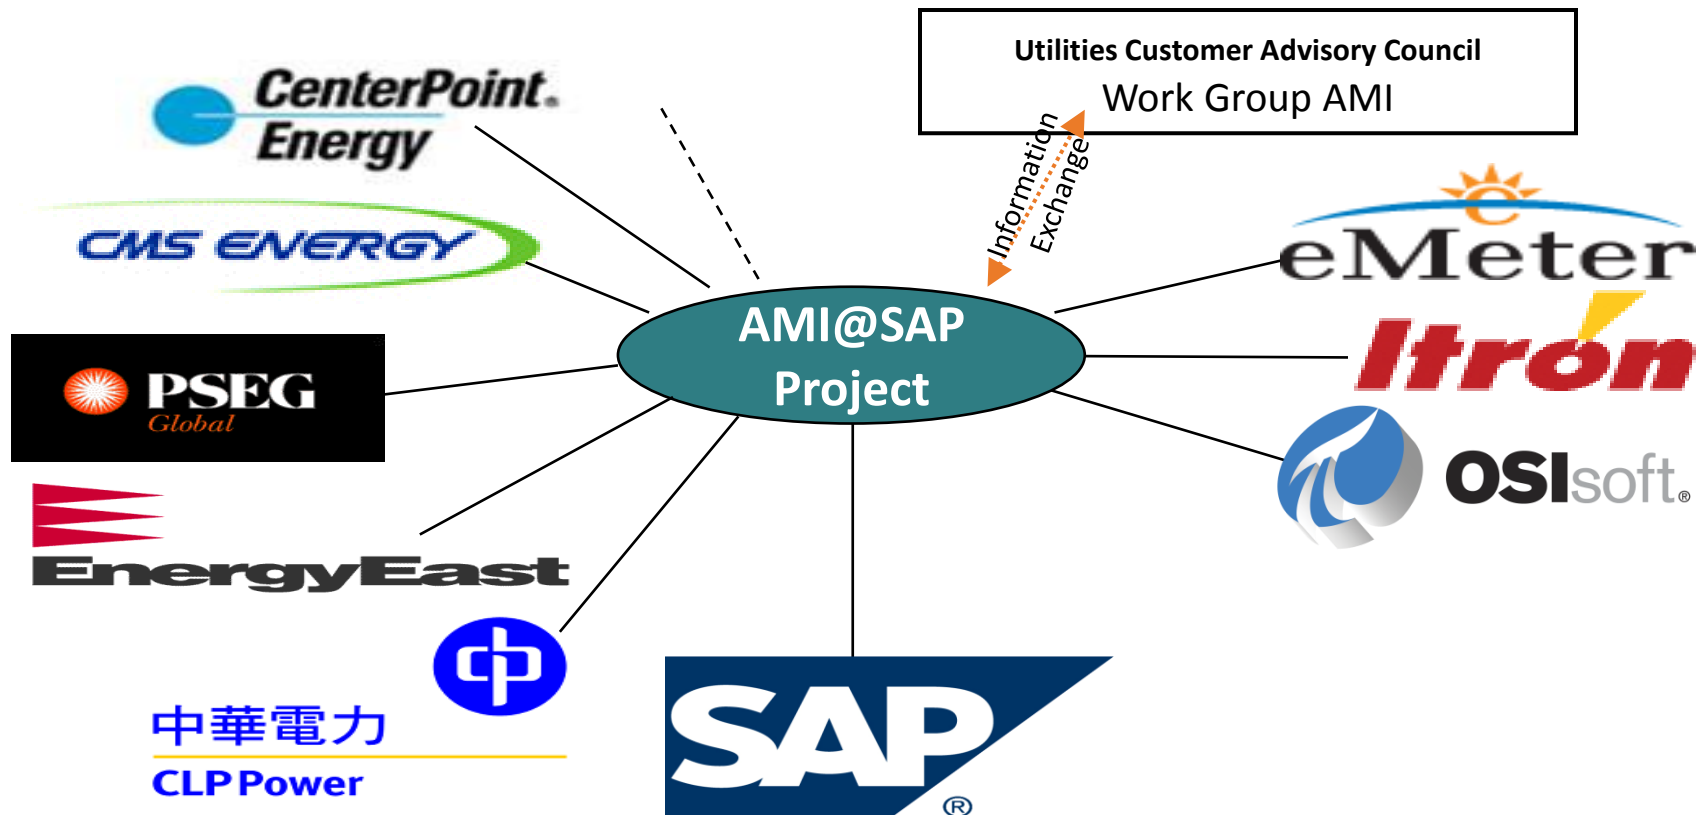 Utilities Customer Advisory Council
Work Group AMI
Information
Exchange
CenterPoint®
Energy
CMS ENERGY
eMeter
AMI@SAP
Project
Itron
PSEG
Global
OSIsoft®
EnergyEast
中華電力
CLP Power
SAP
®